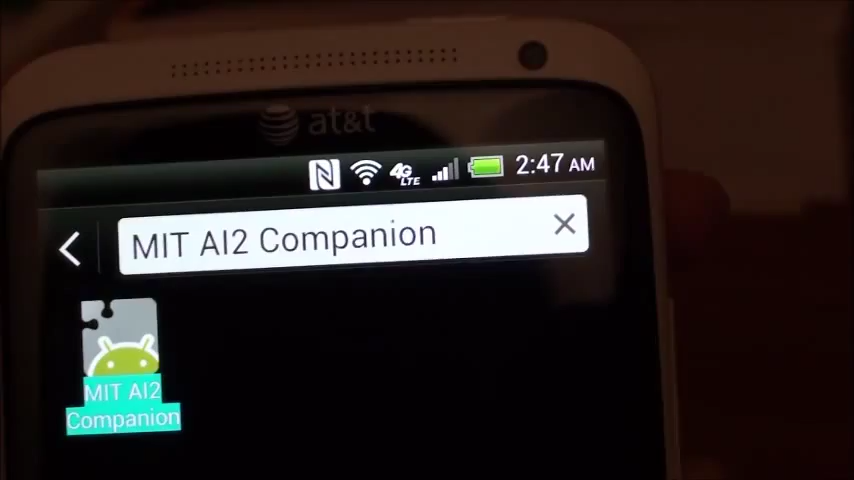 at&t
4G LTE 2:47 AM
MIT AI2 Companion
MIT AI2
Companion